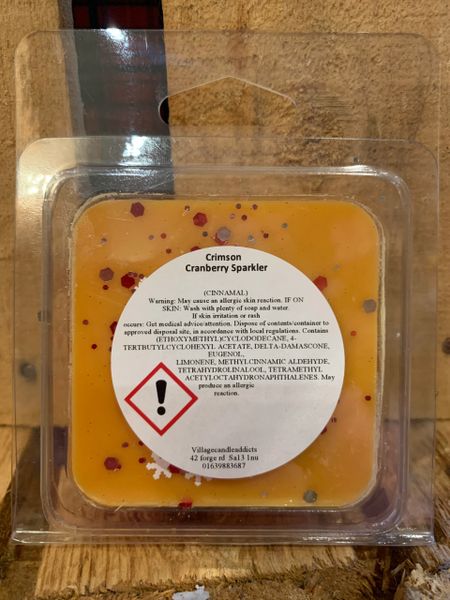 Crimson
Cranberry Sparkler
(CINNAMAL)
Warning: May cause an allergic skin reaction. IF ON
SKIN: Wash with plenty of soap and water.
If skin irritation or rash
occurs: Get medical advice/attention. Dispose of contents/container to
approved disposal site, in accordance with local regulations. Contains
(ETHOXYMETHYL)CYCLODODECANE, 4-
TERTBUTYLCYCLOHEXYL ACETATE, DELTA-DAMASCONE,
EUGENOL,
LIMONENE, METHYLCINNAMIC ALDEHYDE,
TETRAHYDROLINALOOL, TETRAMETHYL
ACETYLOCTAHYDRONAPHTHALENES. May
produce an allergic
reaction.
!
Villagecandleaddicts
42 forge rd Sa13 1nu
01639883687